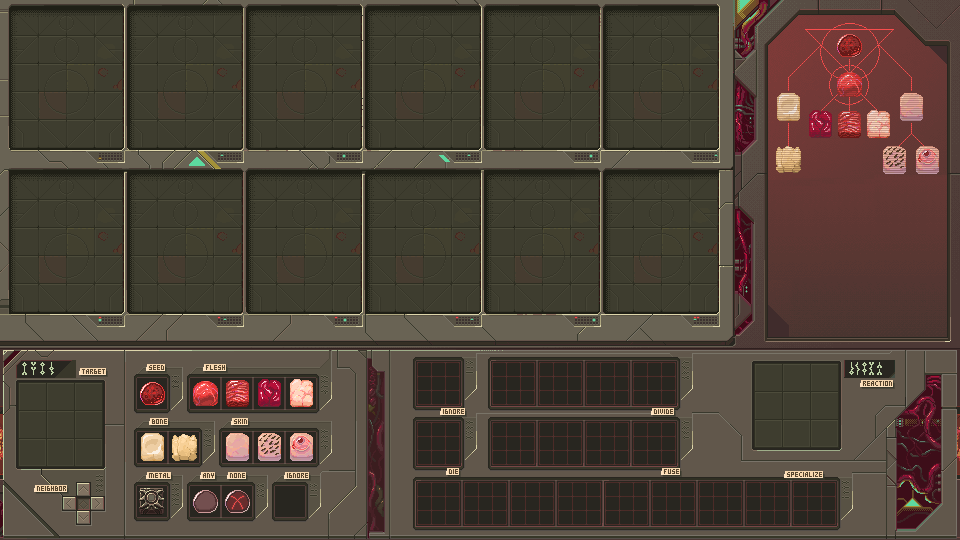 TARGET
SEED
FLESH
BONE
SKIN
METAL
ANY
NONE
IGNORE
NEIGHBOR
IGNORE
DIVIDE
DIE
FUSE
SPECIALIZE
REACTION